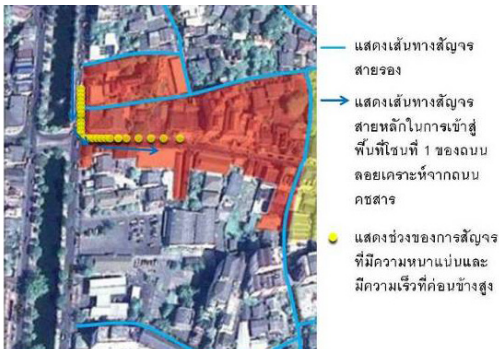 แสดงเส้นทางสัญจร
สายรอง
แสดงเส้นทางสัญจร
สายหลักในการเข้าสู่
พื้นที่โซนที่ 1 ของถนน
ลอยเคราะห์จากถนน
คชสาร
แสดงช่วงของการสัญจร
ที่มีความหนาแน่นและ
มีความเร็วที่ค่อนข้างสูง